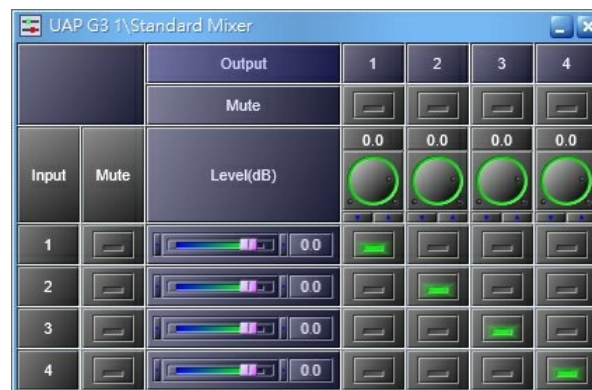 UAP G3 1\Standard Mixer
Output 1 2 3 4
Mute
Input Mute Level(dB) 0.0 0.0 0.0 0.0
1 0.0
2 0.0
3 0.0
4 0.0